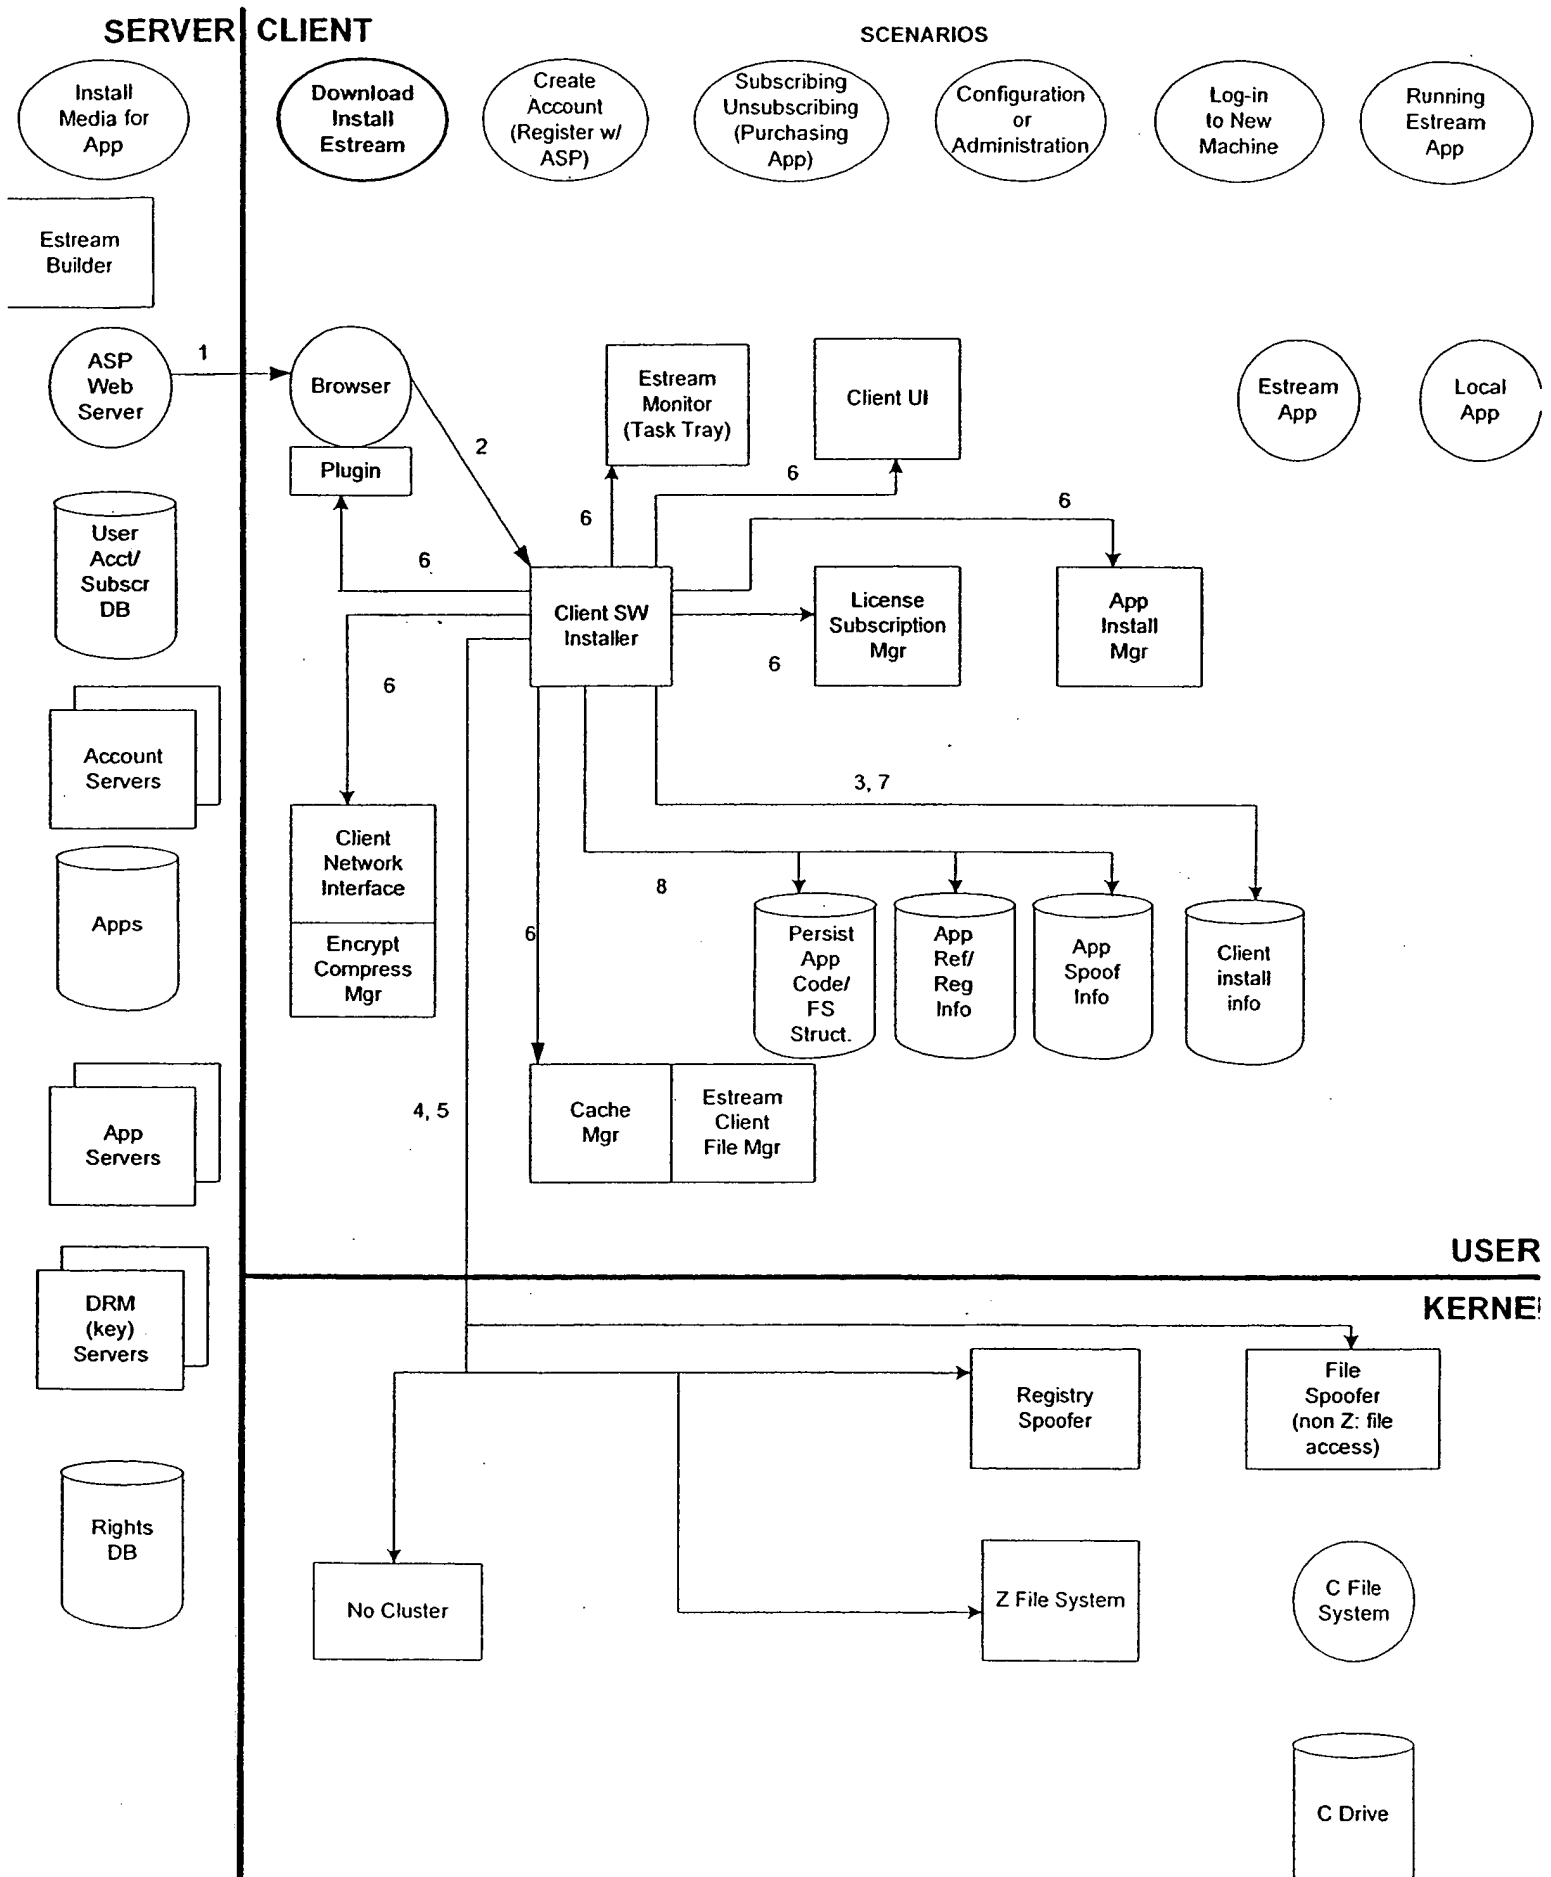 SERVER CLIENT
SCENARIOS
Install
Media for
App
Download
Install
Estream
Create
Account
(Register w/
ASP)
Subscribing
Unsubscribing
(Purchasing
App)
Configuration
or
Administration
Log-in
to New
Machine
Running
Estream
App
Estream
Builder
ASP
Web
Server
1
Browser
Plugin
2
Estream
Monitor
(Task Tray)
Client UI
Estream
App
Local
App
6
6
6
6
User
Acct/
Subscr
DB
Client SW
Installer
License
Subscription
Mgr
App
Install
Mgr
6
6
Account
Servers
3, 7
Client
Network
Interface
Encrypt
Compress
Mgr
8
6
Apps
Persist
App
Code/
FS
Struct.
App
Ref/
Reg
Info
App
Spoof
Info
Client
install
info
4, 5
Cache
Mgr
Estream
Client
File Mgr
App
Servers
USER
KERNE
DRM
(key)
Servers
Registry
Spoofer
File
Spoofer
(non Z: file
access)
Rights
DB
No Cluster
Z File System
C File
System
C Drive